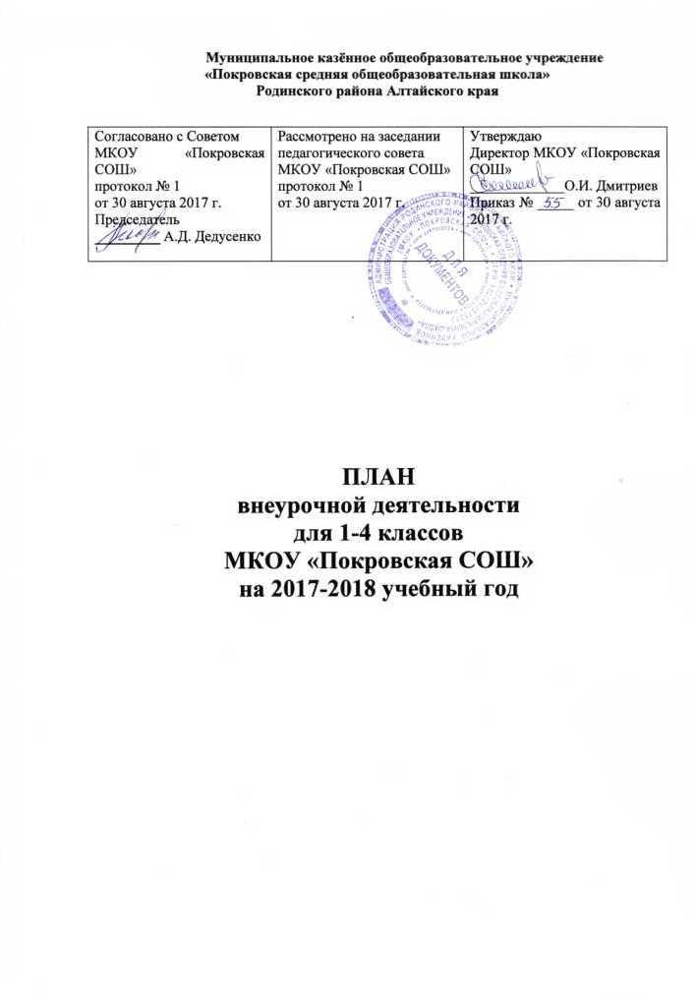 Муниципальное казённое общеобразовательное учреждение
«Покровская средняя общеобразовательная школа»
Родинского района Алтайского края
Согласовано с Советом
МКОУ «Покровская
СОШ»
протокол № 1
от 30 августа 2017 г.
Председатель
А.Д. Дедусенко
Рассмотрено на заседании
педагогического совета
МКОУ «Покровская СОШ»
протокол № 1
от 30 августа 2017 г.
Утверждаю
Директор МКОУ «Покровская
СОШ»
О.И. Дмитриев
Приказ № 55 от 30 августа
2017 г.
ДЛЯ
ДОКУМЕНТОВ
ПЛАН
внеурочной деятельности
для 1-4 классов
МКОУ «Покровская СОШ»
на 2017-2018 учебный год